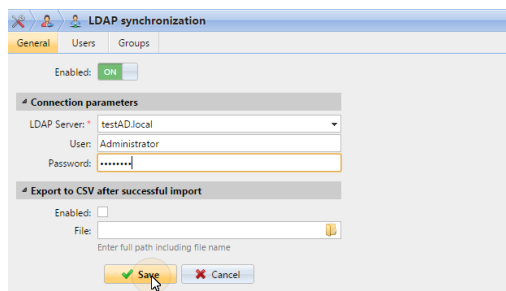 LDAP synchronization
General Users Groups
Enabled: ON
Connection parameters
LDAP Server: * testAD.local
User: Administrator
Password: ••••••••
Export to CSV after successful import
Enabled:
File:
Enter full path including file name
Save Cancel